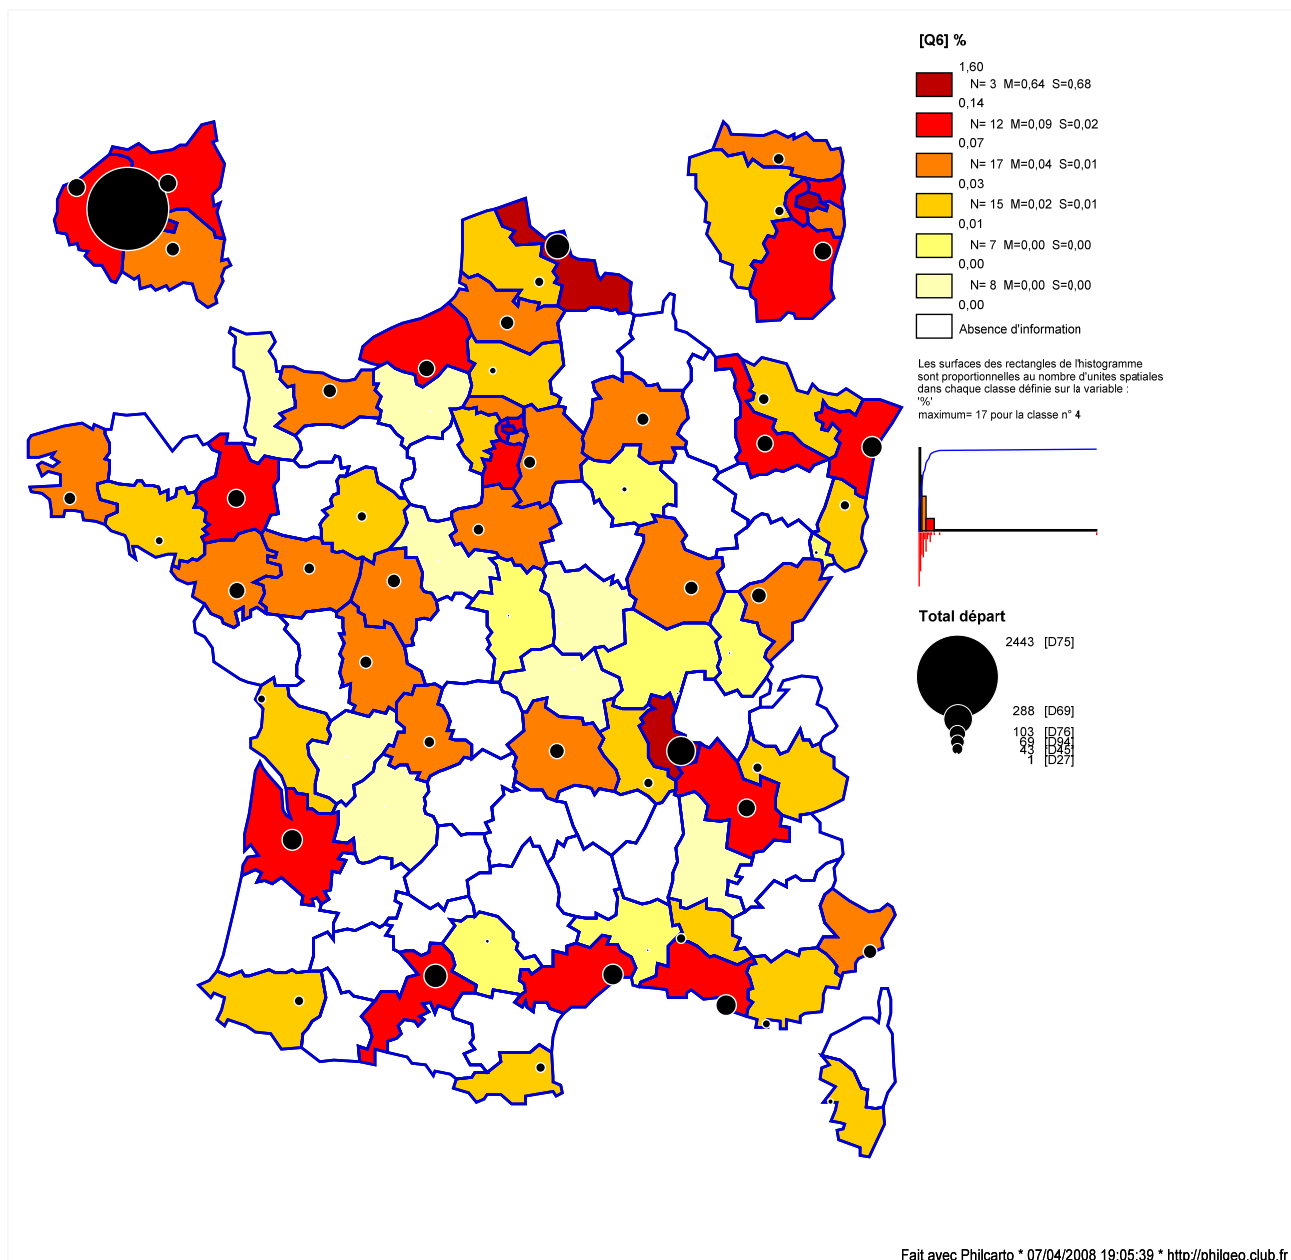 [Q6] %
1,60
N= 3 M=0,64 S=0,68
0,14
N= 12 M=0,09 S=0,02
0,07
N= 17 M=0,04 S=0,01
0,03
N= 15 M=0,02 S=0,01
0,01
N= 7 M=0,00 S=0,00
0,00
N= 8 M=0,00 S=0,00
0,00
Absence d'information
Les surfaces des rectangles de l'histogramme
sont proportionnelles au nombre d'unites spatiales
dans chaque classe définie sur la variable :
'%'
maximum= 17 pour la classe n° 4
Total départ
2443 [D75]
288 [D69]
103 [D76]
69 [D94]
43 [D45]
1 [D27]
Fait avec Philcarto * 07/04/2008 19:05:39 * http://philgeo.club.fr